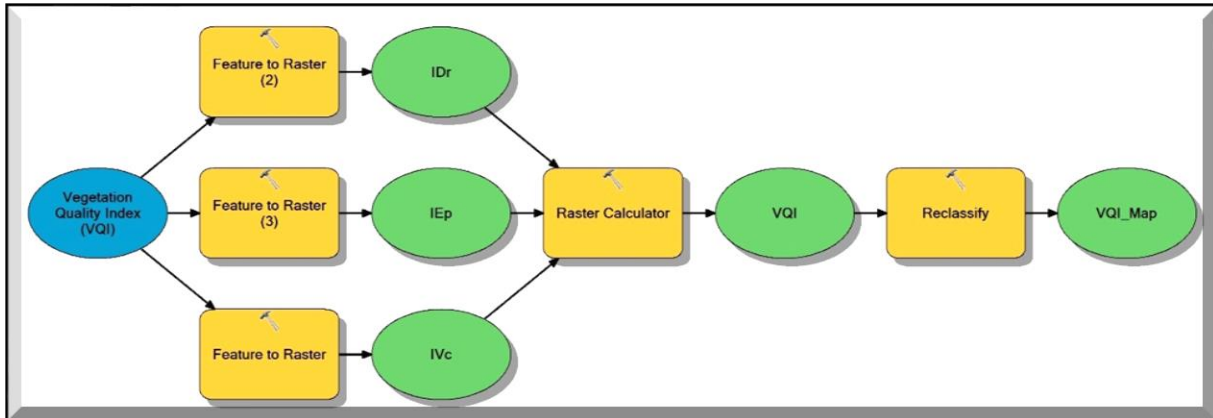 Feature to Raster
(2)
IDr
Vegetation
Quality Index
(VQI)
Feature to Raster
(3)
IEp
Raster Calculator
VQI
Reclassify
VQI_Map
Feature to Raster
IVc